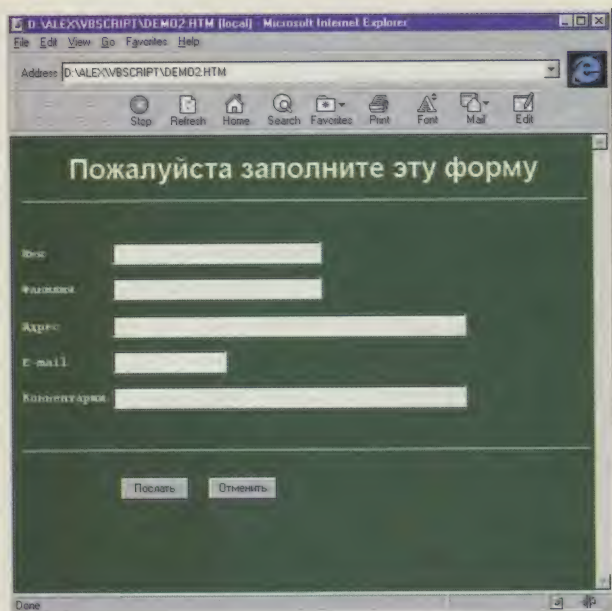 D:\ALEX\VBSCRIPT\DEMO2.HTM (local) - Microsoft Internet Explorer
File Edit View Go Favorites Help
Address D:\ALEX\VBSCRIPT\DEMO2.HTM
Stop Refresh Home Search Favorites Print Font Mail Edit
Пожалуйста заполните эту форму
Имя
Фамилия
Адрес
E-mail
Комментарии
Послать Отменить
Done